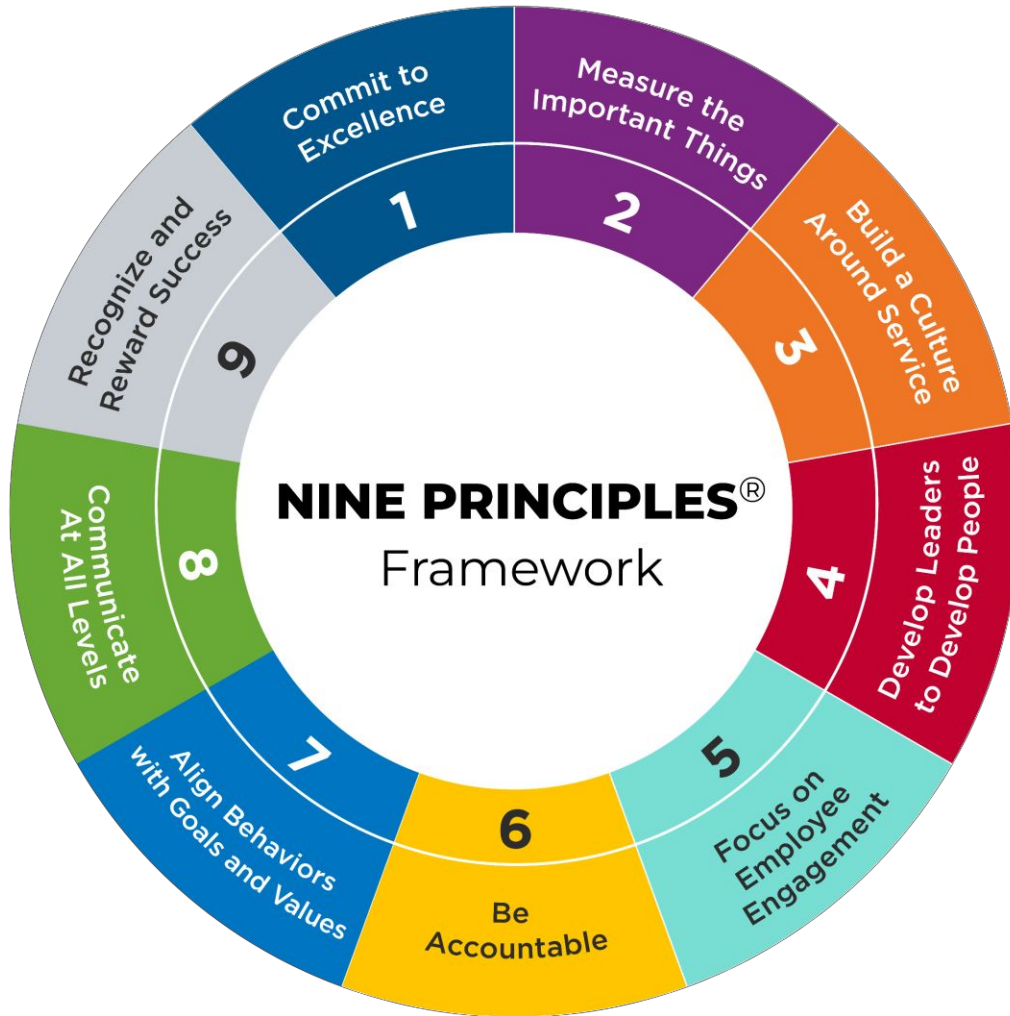 NINE PRINCIPLES®
Framework
1
Commit to
Excellence
2
Measure the
Important Things
3
Build a Culture
Around Service
4
Develop Leaders
to Develop People
5
Focus on
Employee
Engagement
6
Be
Accountable
7
Align Behaviors
with Goals and Values
8
Communicate
At All Levels
9
Recognize and
Reward Success